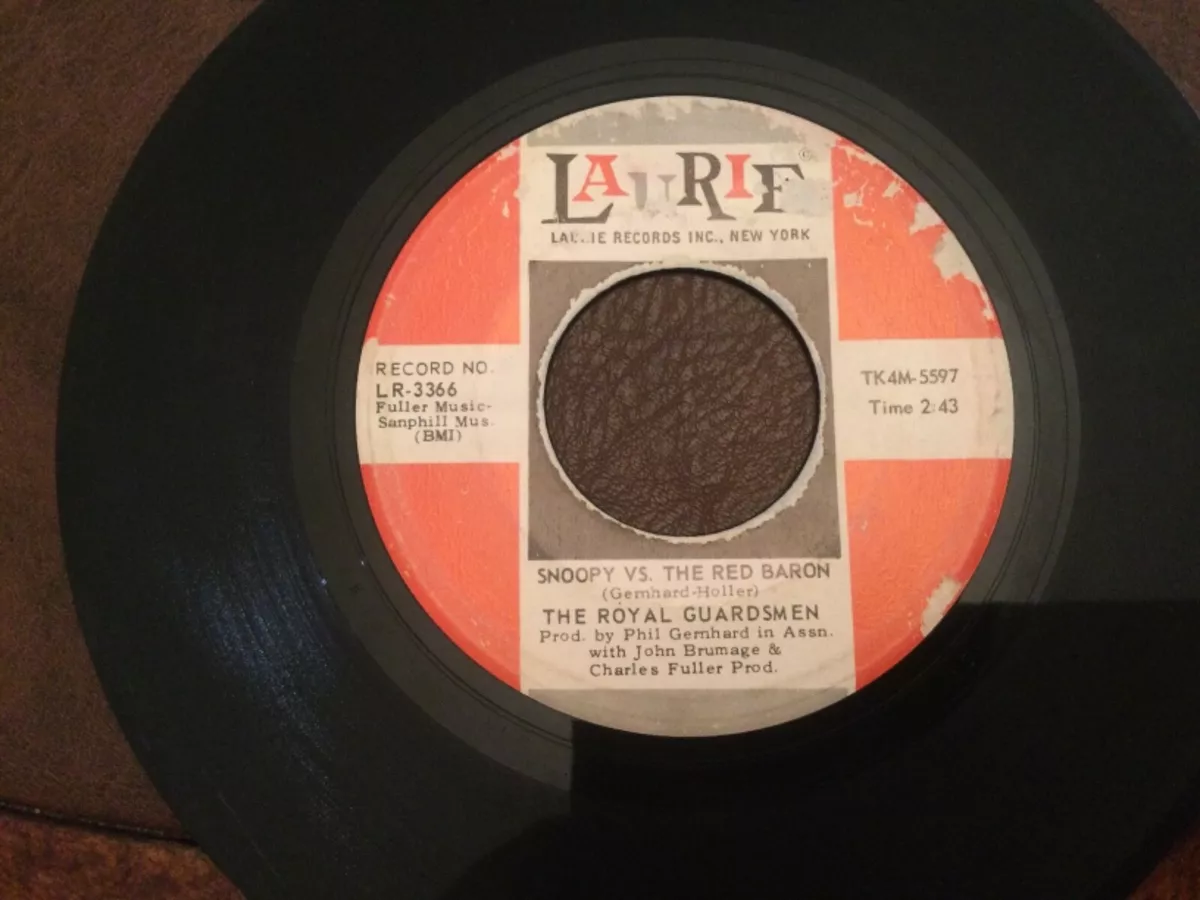 LAURIE
LAURIE RECORDS INC., NEW YORK
RECORD NO.
LR-3366
Fuller Music-
Sanphill Mus.
(BMI)
TK4M-5597
Time 2:43
SNOOPY VS. THE RED BARON
(Gernhard-Holler)
THE ROYAL GUARDSMEN
Prod. by Phil Gernhard in Assn.
with John Brumage &
Charles Fuller Prod.